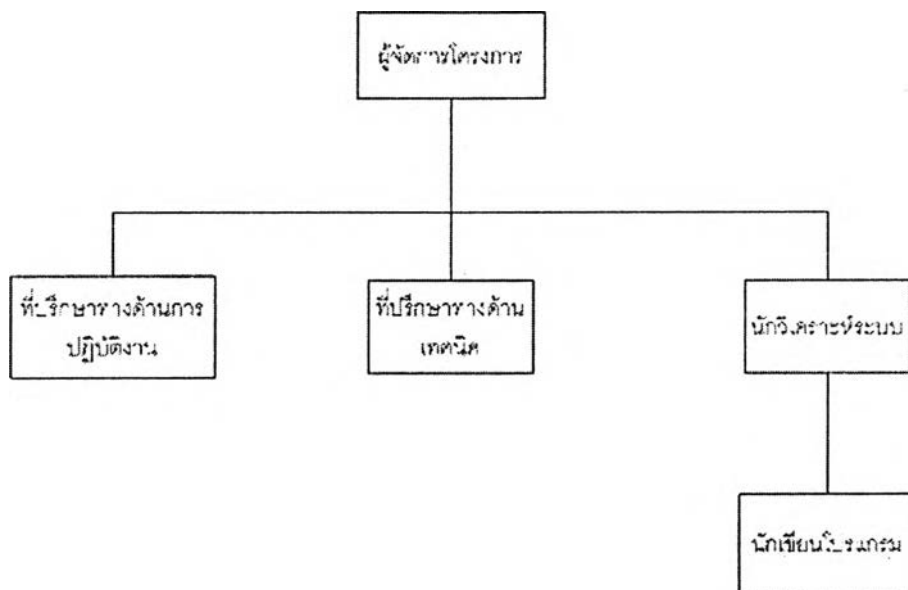 ผู้จัดการโครงการ
ที่ปรึกษาทางด้านการ
ปฏิบัติงาน
ที่ปรึกษาทางด้าน
เทคนิค
นักวิเคราะห์ระบบ
นักเขียนโปรแกรม